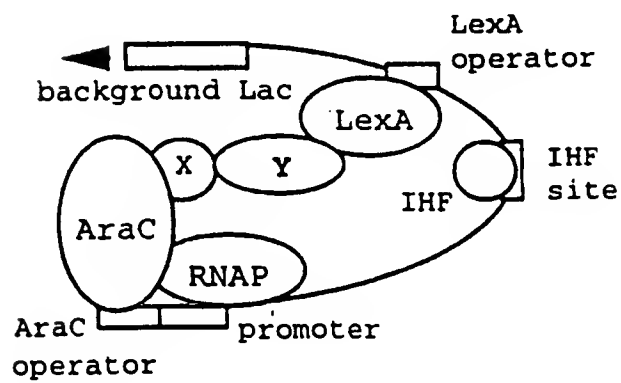 LexA
operator
background Lac
LexA
X
Y
IHF
site
IHF
AraC
RNAP
AraC
operator
promoter